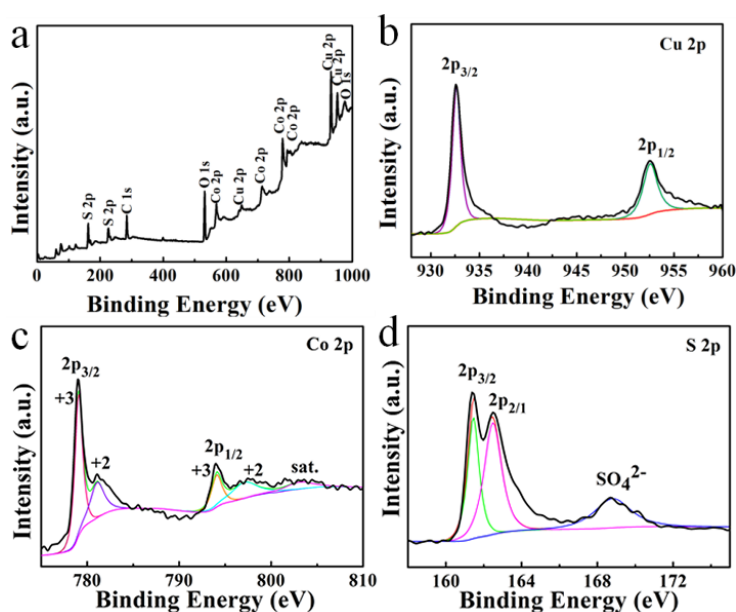 a
Intensity (a.u.)
S 2p
S 2p
C 1s
O 1s
Co 2p
Cu 2p
Co 2p
Co 2p
Co 2p
Cu 2p
Cu 2p
O 1s
0 200 400 600 800 1000
Binding Energy (eV)
b
Cu 2p
Intensity (a.u.)
2p3/2
2p1/2
930 935 940 945 950 955 960
Binding Energy (eV)
c
Co 2p
Intensity (a.u.)
2p3/2
+3
+2
2p1/2
+3
+2
sat.
780 790 800 810
Binding Energy (eV)
d
S 2p
Intensity (a.u.)
2p3/2
2p2/1
SO₄²⁻
160 164 168 172
Binding Energy (eV)